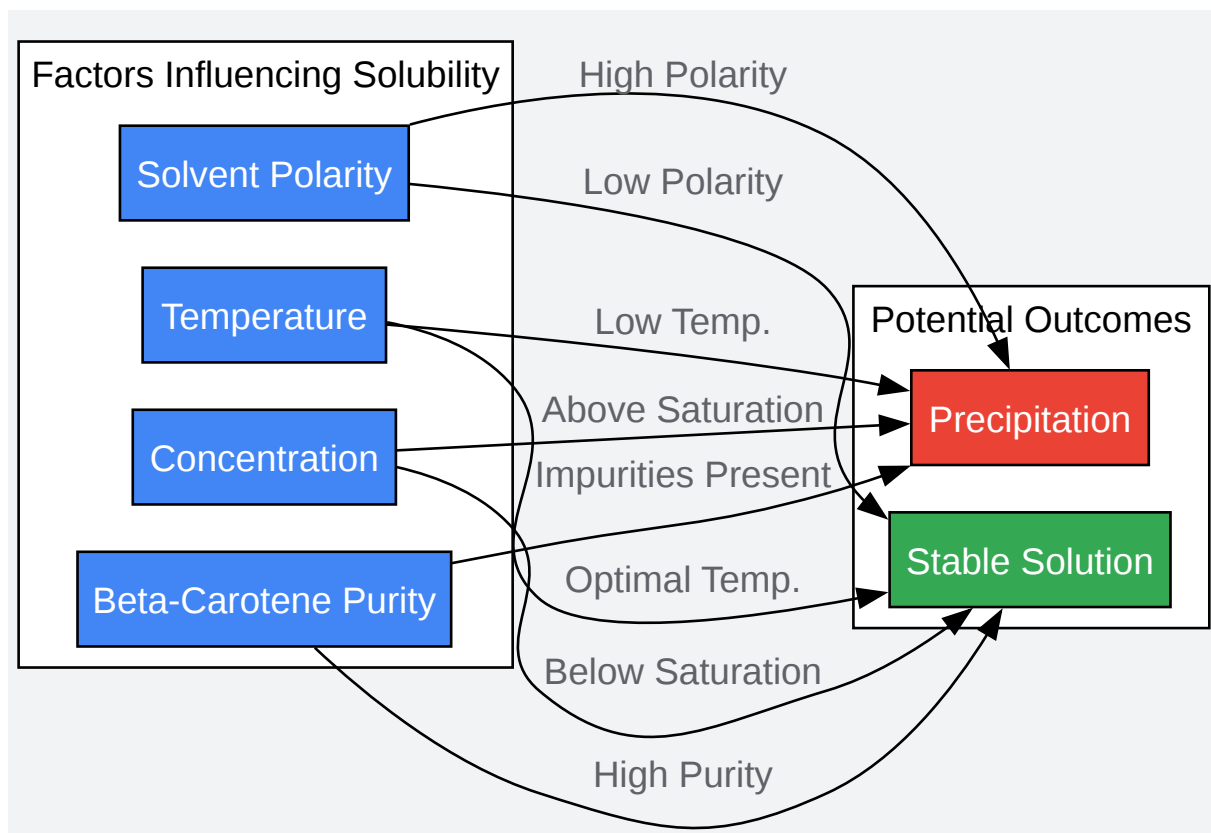 Factors Influencing Solubility
Solvent Polarity
Temperature
Concentration
Beta-Carotene Purity
High Polarity
Low Polarity
Low Temp.
Above Saturation
Impurities Present
Optimal Temp.
Below Saturation
High Purity
Potential Outcomes
Precipitation
Stable Solution